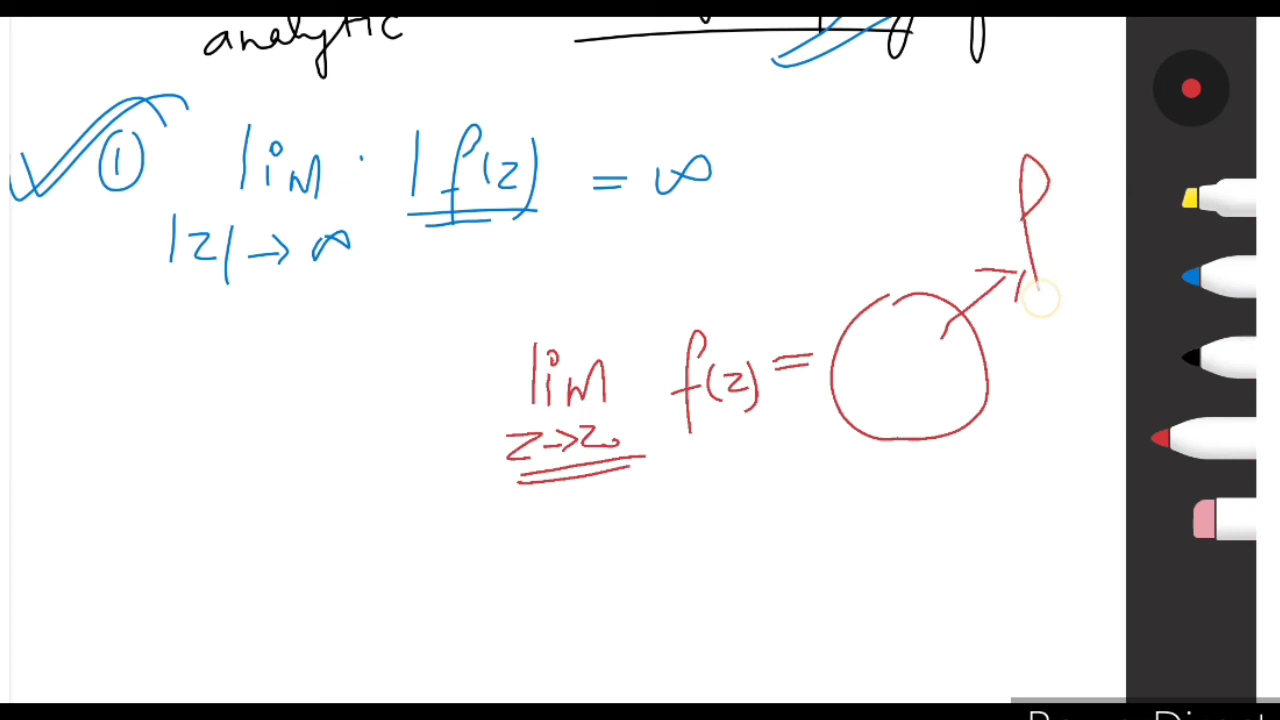 analytic
① lim |f(z)| = ∞
|z| → ∞
lim f(z) =
z→z₀